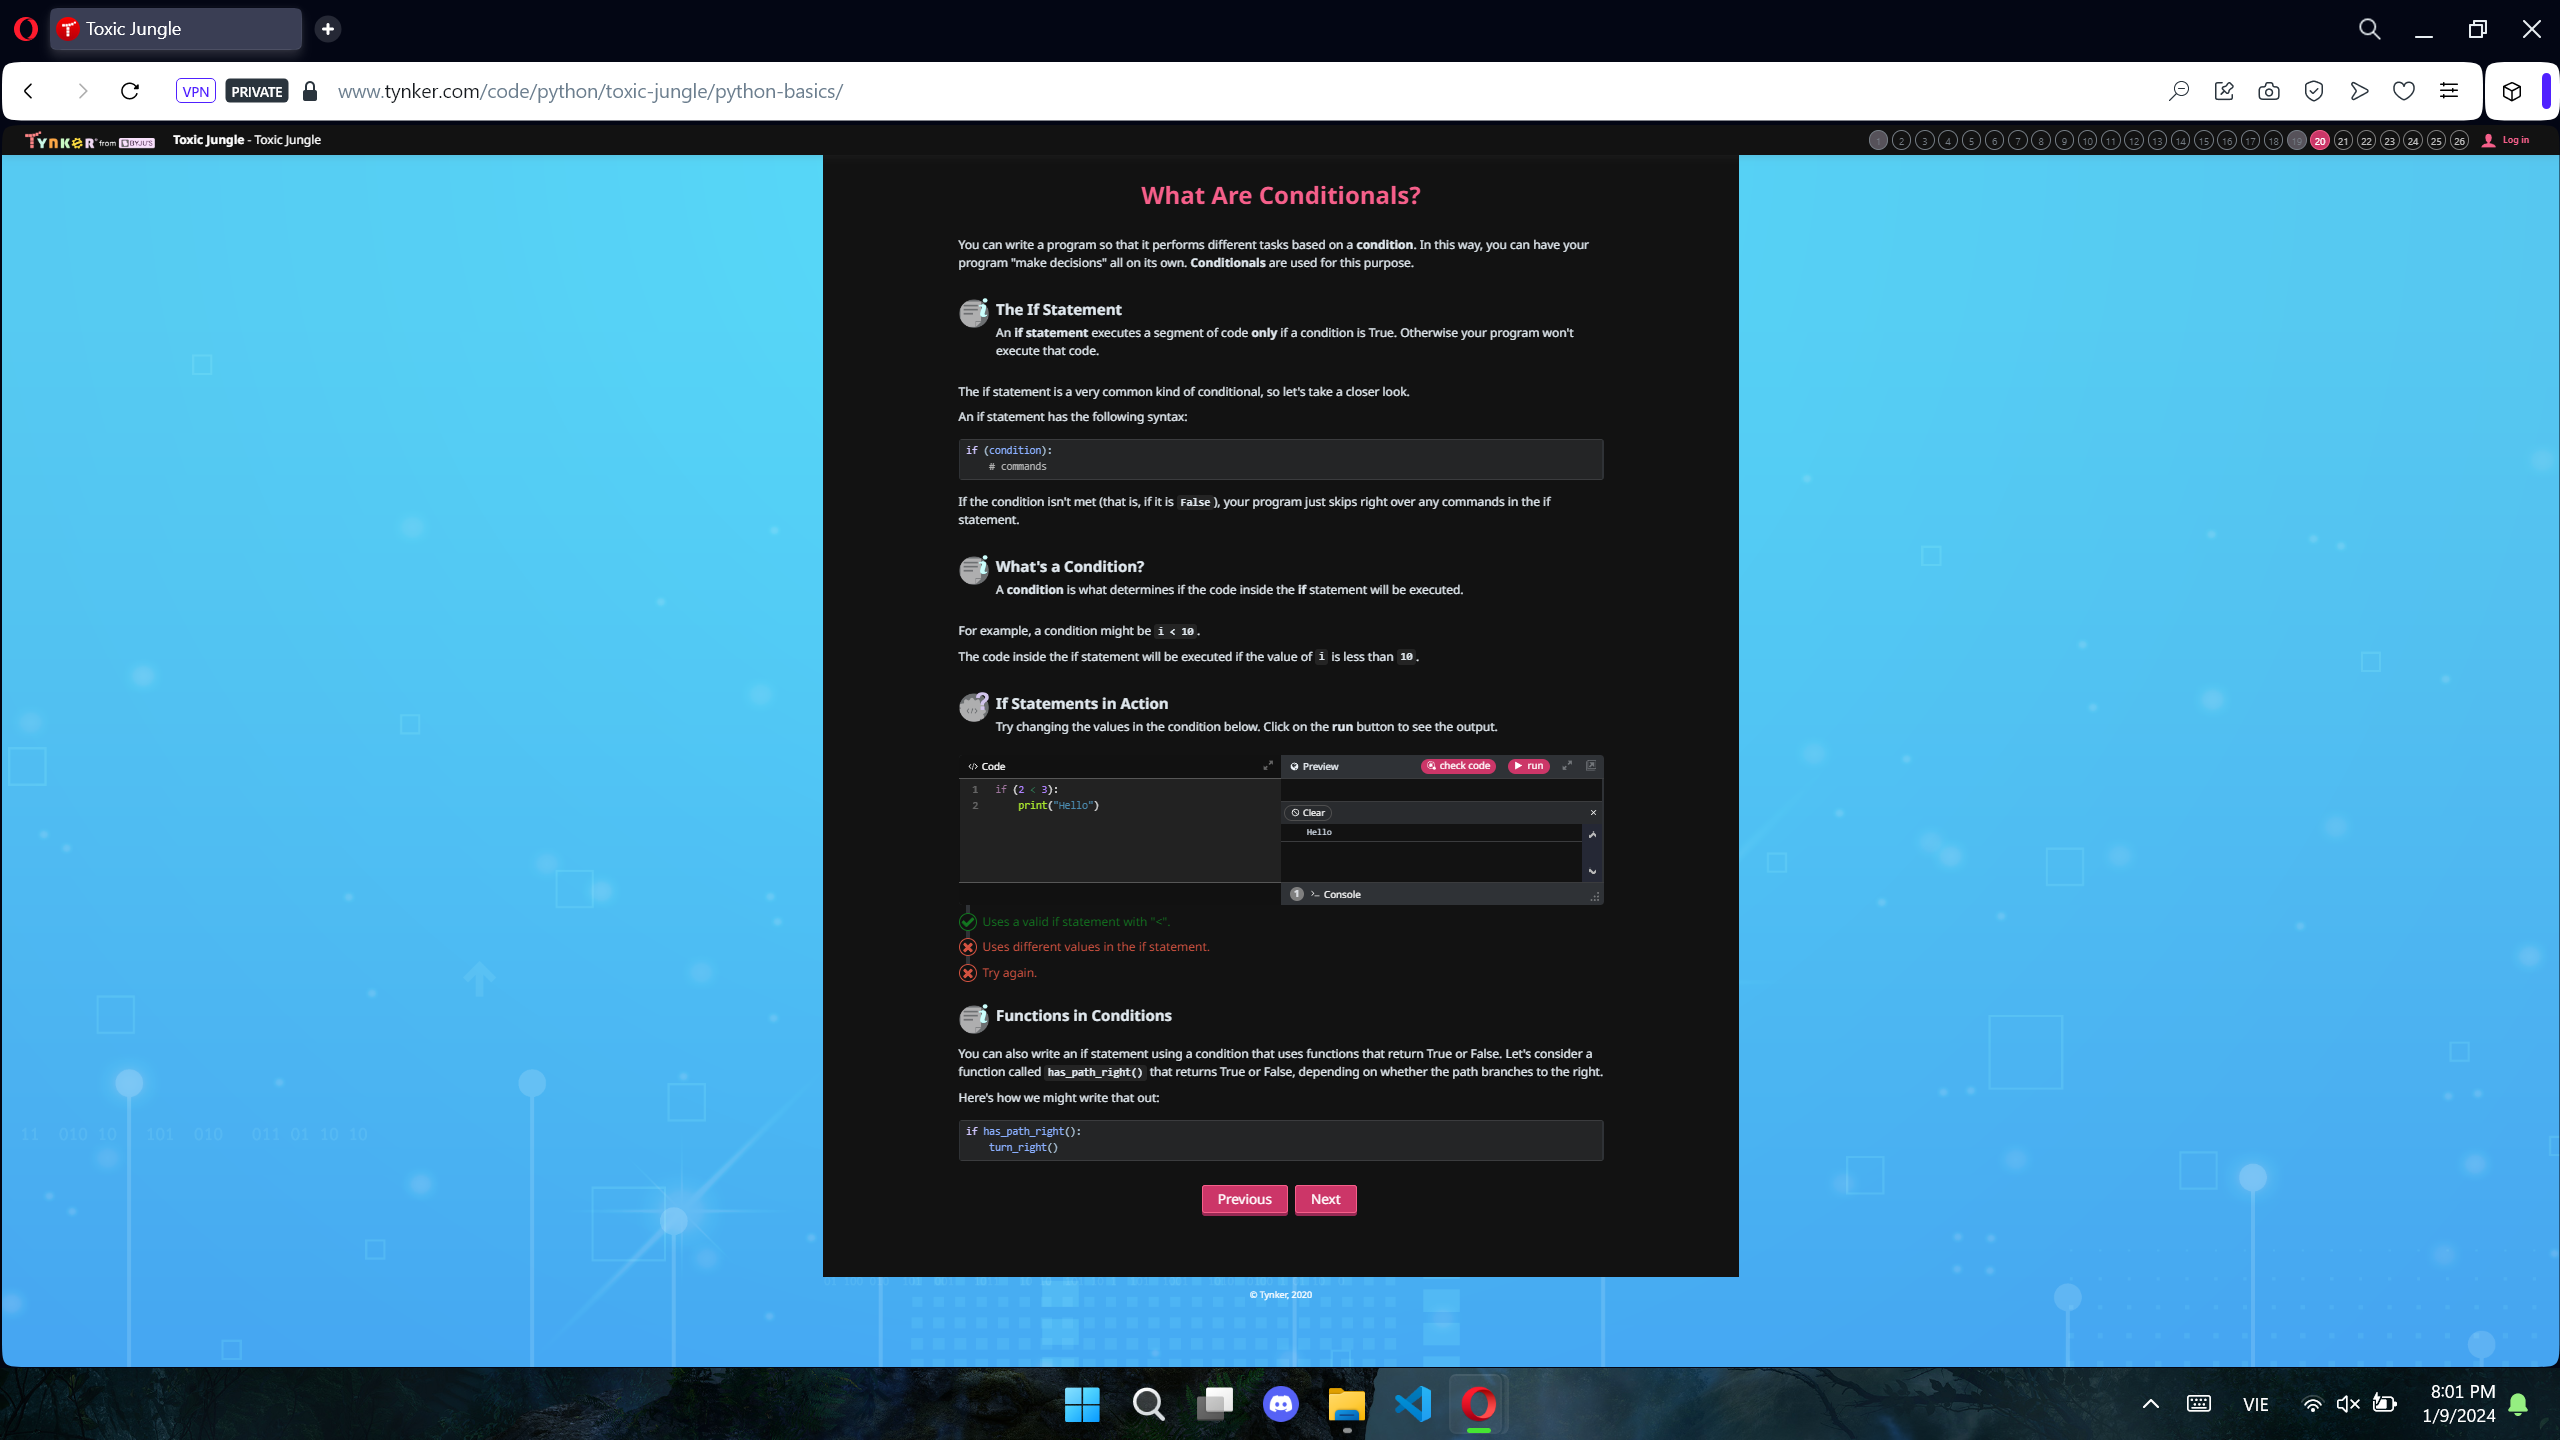 Toxic Jungle
VPN PRIVATE www.tynker.com/code/python/toxic-jungle/python-basics/
TYNKER from BYJU'S Toxic Jungle - Toxic Jungle 1 2 3 4 5 6 7 8 9 10 11 12 13 14 15 16 17 18 19 20 21 22 23 24 25 26 Log in
What Are Conditionals?
You can write a program so that it performs different tasks based on a condition. In this way, you can have your
program "make decisions" all on its own. Conditionals are used for this purpose.
The If Statement
An if statement executes a segment of code only if a condition is True. Otherwise your program won't
execute that code.
The if statement is a very common kind of conditional, so let's take a closer look.
An if statement has the following syntax:
if (condition):
# commands
If the condition isn't met (that is, if it is False), your program just skips right over any commands in the if
statement.
What's a Condition?
A condition is what determines if the code inside the if statement will be executed.
For example, a condition might be i < 10.
The code inside the if statement will be executed if the value of i is less than 10.
If Statements in Action
Try changing the values in the condition below. Click on the run button to see the output.
</> Code
1 if (2 < 3):
2 print("Hello")
Preview check code run
Clear ×
Hello
1 >_ Console
Uses a valid if statement with "<".
Uses different values in the if statement.
Try again.
Functions in Conditions
You can also write an if statement using a condition that uses functions that return True or False. Let's consider a
function called has_path_right() that returns True or False, depending on whether the path branches to the right.
Here's how we might write that out:
if has_path_right():
turn_right()
Previous Next
© Tynker, 2020
11 010 10 101 010 011 01 10 10
VIE
8:01 PM
1/9/2024